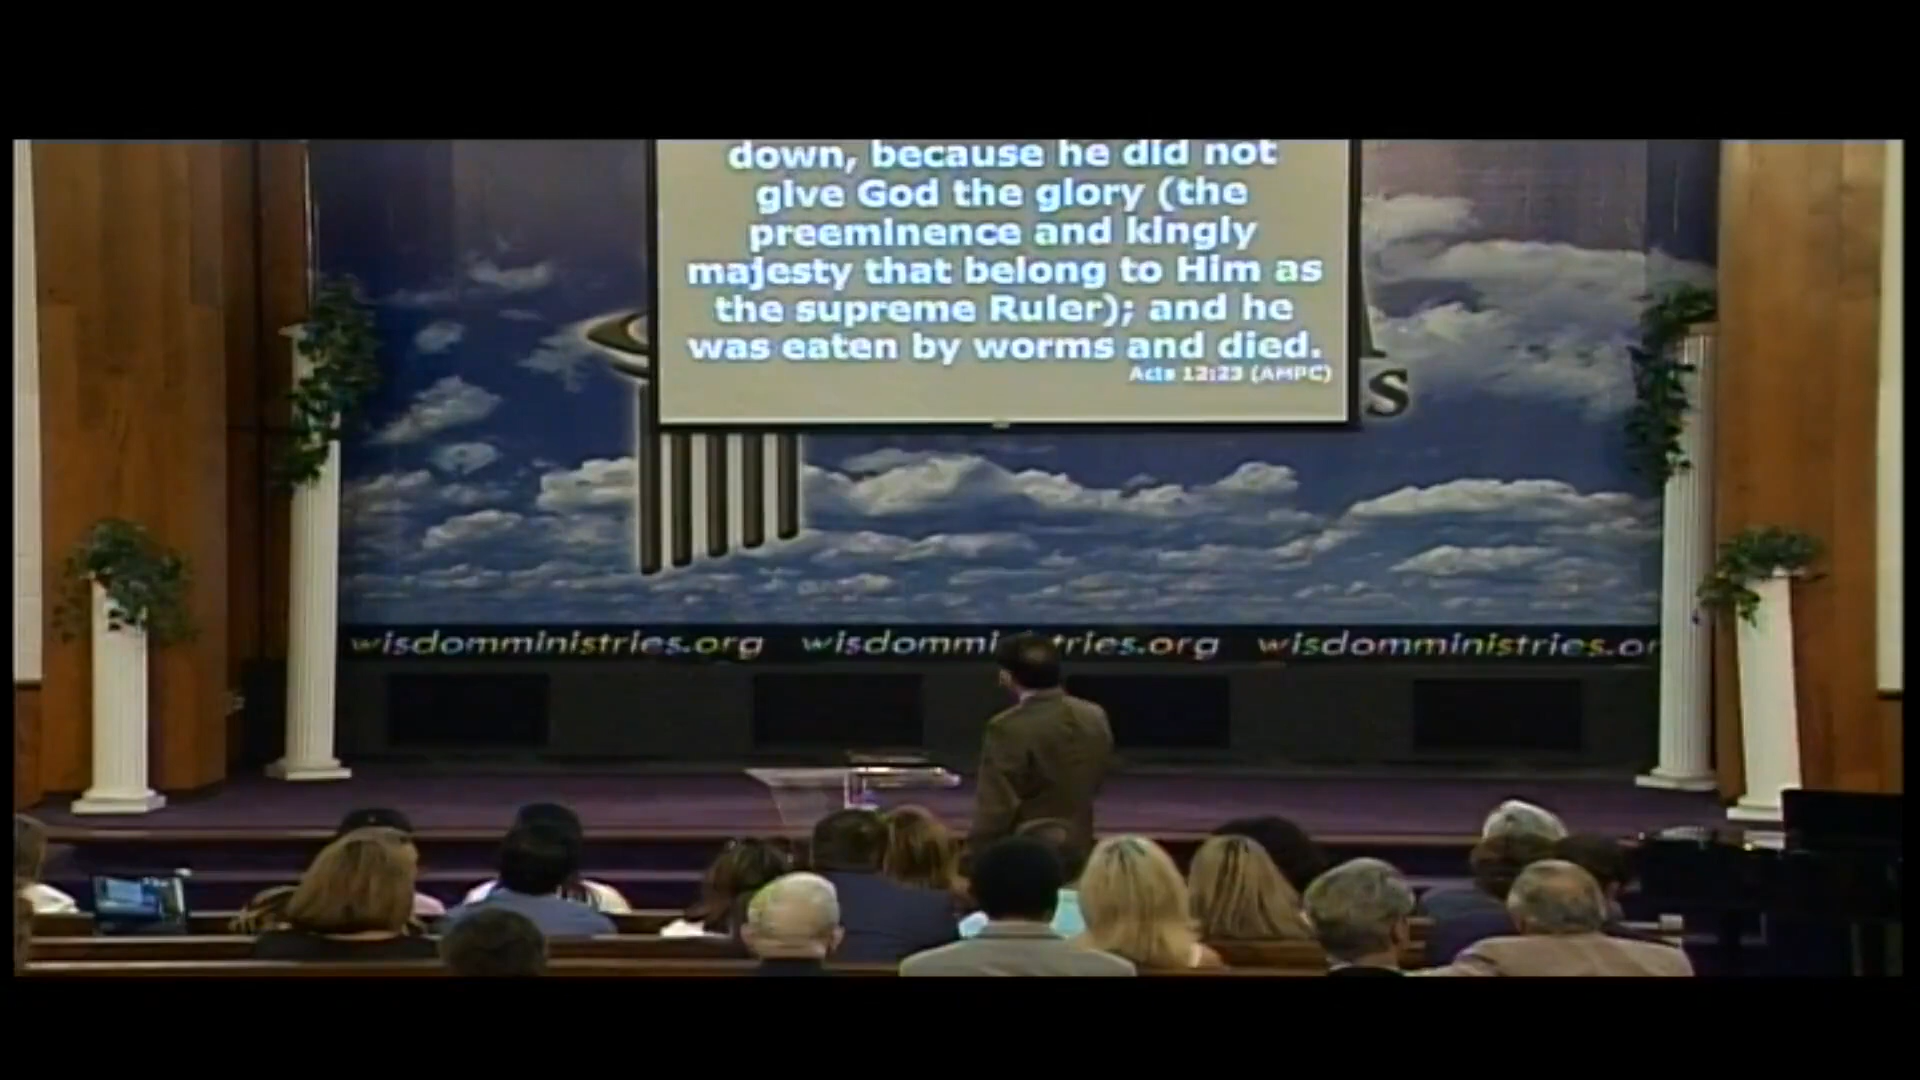 down, because he did not
give God the glory (the
preeminence and kingly
majesty that belong to Him as
the supreme Ruler); and he
was eaten by worms and died.
Acts 12:23 (AMPC)
s
wisdomministries.org wisdommi tries.org wisdomministries.or